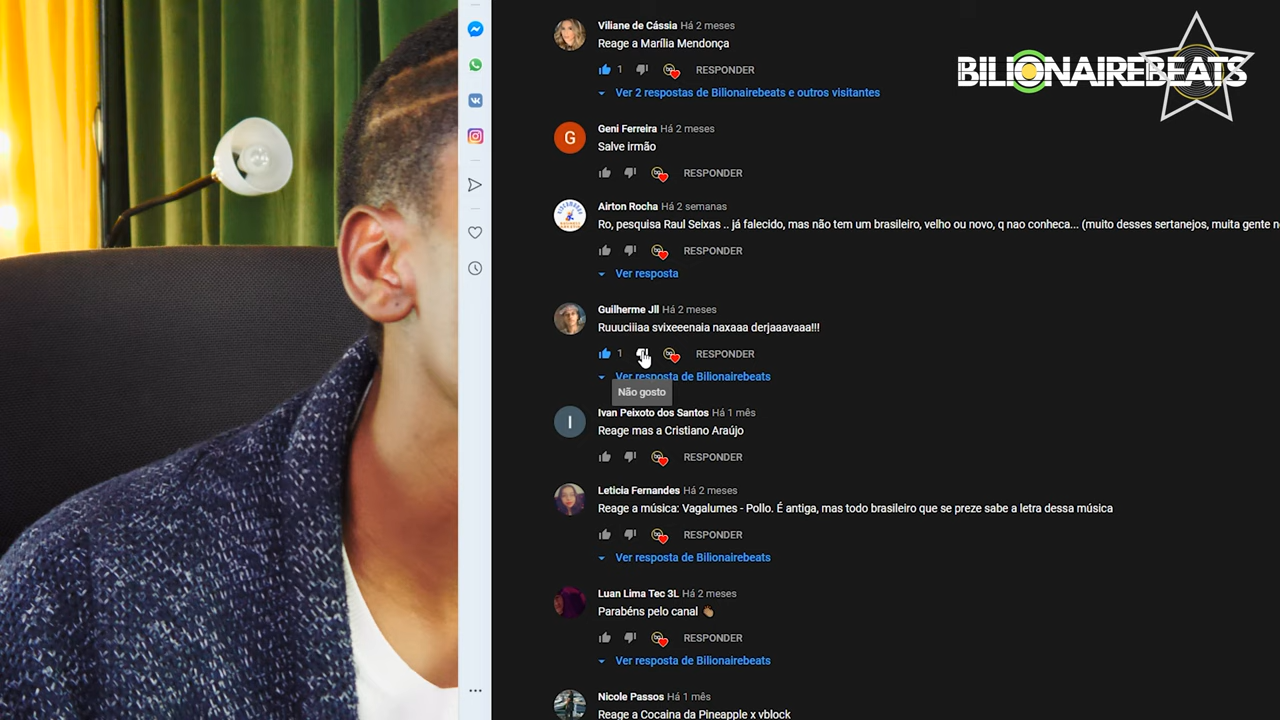 BILIONAIREBEATS
Viliane de Cássia Há 2 meses
Reage a Marília Mendonça
1 RESPONDER
Ver 2 respostas de Bilionairebeats e outros visitantes
G
Geni Ferreira Há 2 meses
Salve irmão
RESPONDER
Airton Rocha Há 2 semanas
Ro, pesquisa Raul Seixas .. já falecido, mas não tem um brasileiro, velho ou novo, q nao conheca... (muito desses sertanejos, muita gente n
RESPONDER
Ver resposta
Guilherme Jll Há 2 meses
Ruuuciiiaa svixeeenaia naxaaa derjaaavaaa!!!
1 RESPONDER
Ver resposta de Bilionairebeats
Não gosto
I
Ivan Peixoto dos Santos Há 1 mês
Reage mas a Cristiano Araújo
RESPONDER
Leticia Fernandes Há 2 meses
Reage a música: Vagalumes - Pollo. É antiga, mas todo brasileiro que se preze sabe a letra dessa música
RESPONDER
Ver resposta de Bilionairebeats
Luan Lima Tec 3L Há 2 meses
Parabéns pelo canal 👏🏽
RESPONDER
Ver resposta de Bilionairebeats
Nicole Passos Há 1 mês
Reage a Cocaina da Pineapple x vblock